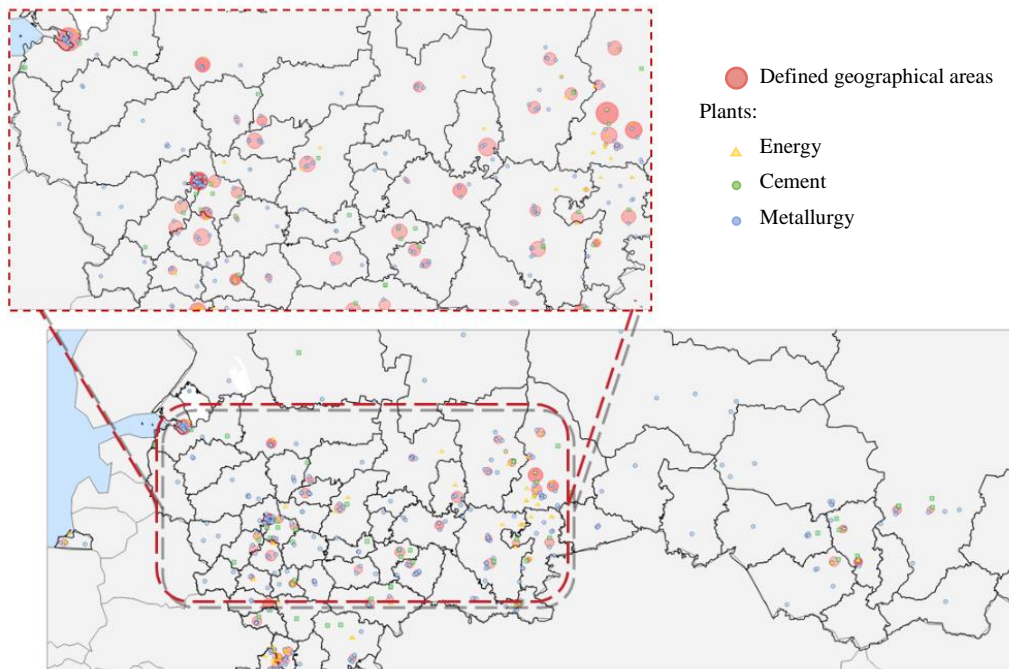 Defined geographical areas
Plants:
Energy
Cement
Metallurgy